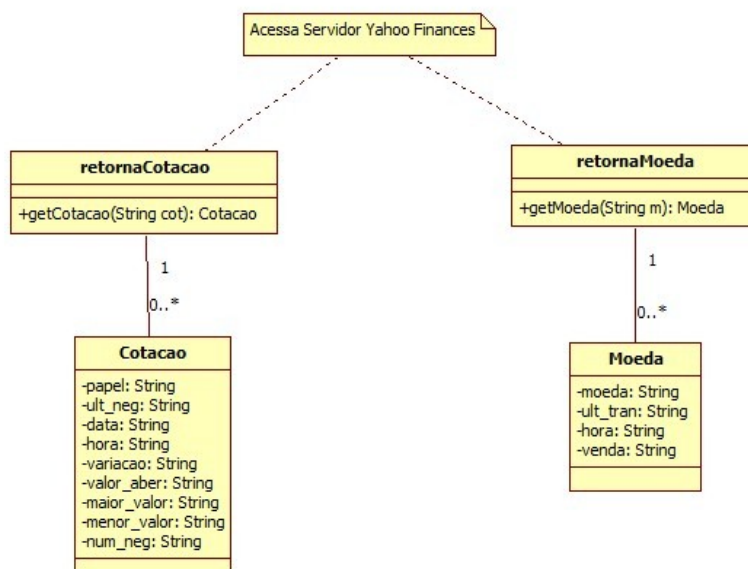 Acessa Servidor Yahoo Finances
retornaCotacao
+getCotacao(String cot): Cotacao
retornaMoeda
+getMoeda(String m): Moeda
1
0..*
1
0..*
Cotacao
-papel: String
-ult_neg: String
-data: String
-hora: String
-variacao: String
-valor_aber: String
-maior_valor: String
-menor_valor: String
-num_neg: String
Moeda
-moeda: String
-ult_tran: String
-hora: String
-venda: String